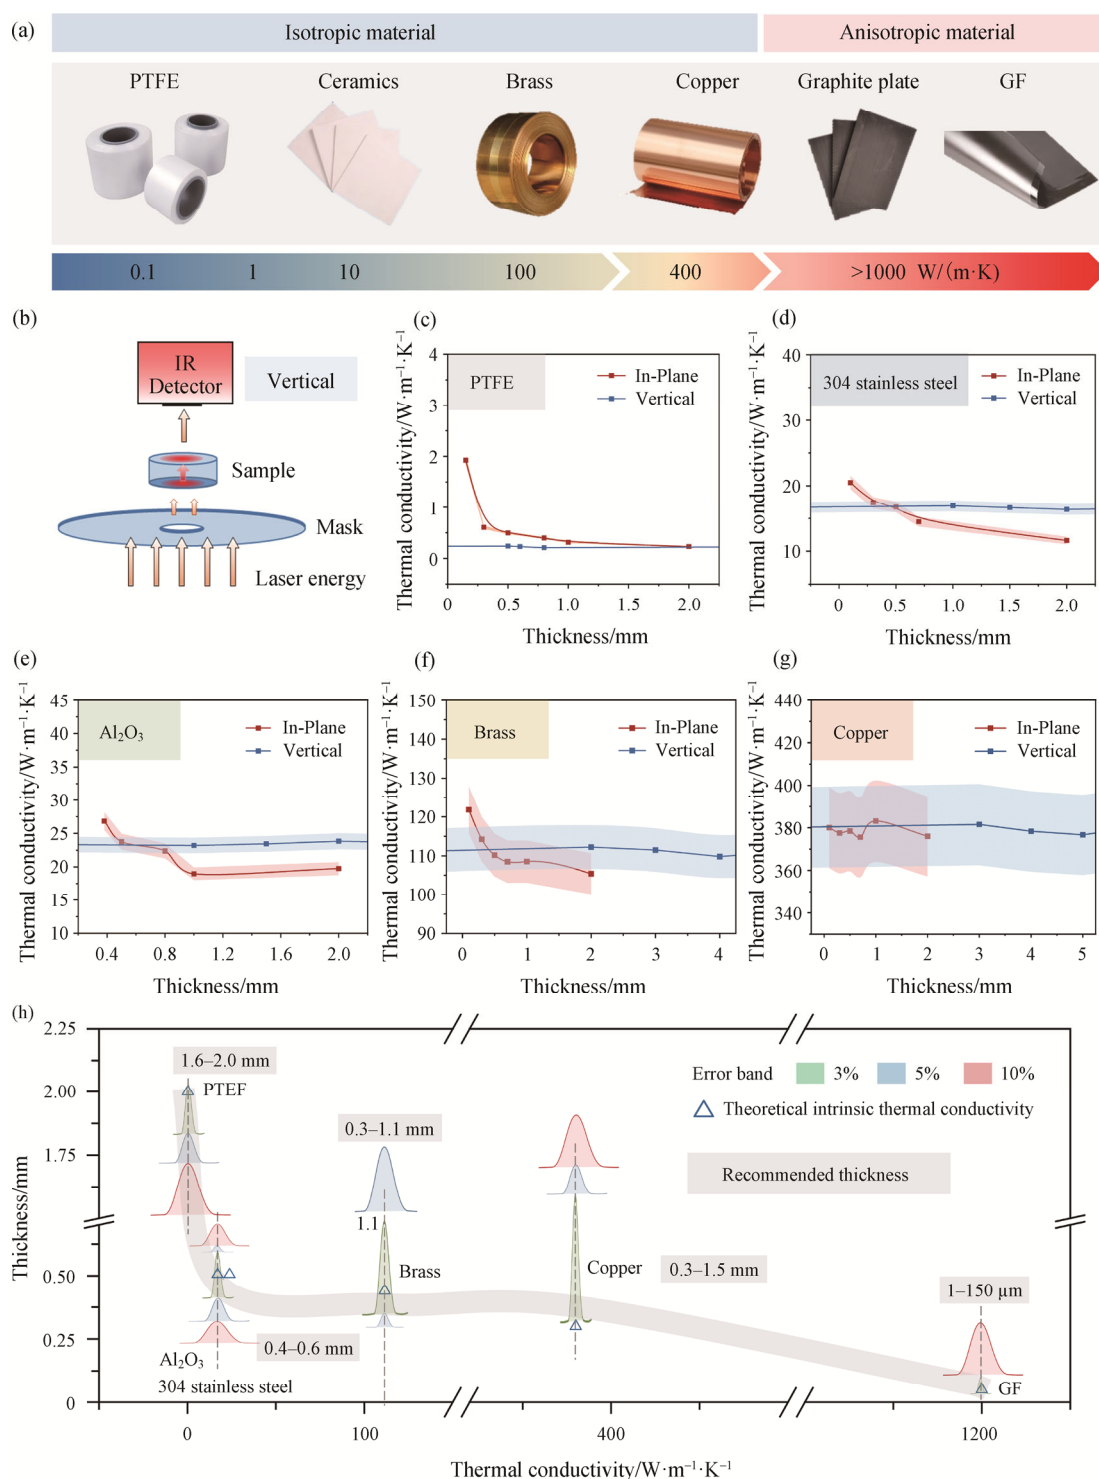 (a)
Isotropic material
Anisotropic material
PTFE
Ceramics
Brass
Copper
Graphite plate
GF
0.1
1
10
100
400
>1000 W/(m·K)
(b)
IR
Detector
Vertical
Sample
Mask
Laser energy
(c)
Thermal conductivity/W·m⁻¹·K⁻¹
4
3
2
1
0
PTFE
In-Plane
Vertical
0
0.5
1.0
1.5
2.0
Thickness/mm
(d)
Thermal conductivity/W·m⁻¹·K⁻¹
40
30
20
10
304 stainless steel
In-Plane
Vertical
0
0.5
1.0
1.5
2.0
Thickness/mm
(e)
Thermal conductivity/W·m⁻¹·K⁻¹
45
40
35
30
25
20
15
10
Al₂O₃
In-Plane
Vertical
0.4
0.8
1.2
1.6
2.0
Thickness/mm
(f)
Thermal conductivity/W·m⁻¹·K⁻¹
150
140
130
120
110
100
90
Brass
In-Plane
Vertical
0
1
2
3
4
Thickness/mm
(g)
Thermal conductivity/W·m⁻¹·K⁻¹
440
420
400
380
360
340
330
Copper
In-Plane
Vertical
0
1
2
3
4
5
Thickness/mm
(h)
Thickness/mm
2.25
2.00
1.75
0.50
0.25
0
1.6–2.0 mm
PTEF
0.3–1.1 mm
1.1
Brass
Copper
0.3–1.5 mm
Error band
3%
5%
10%
Theoretical intrinsic thermal conductivity
Recommended thickness
1–150 µm
GF
0.4–0.6 mm
Al₂O₃
304 stainless steel
0
100
400
1200
Thermal conductivity/W·m⁻¹·K⁻¹